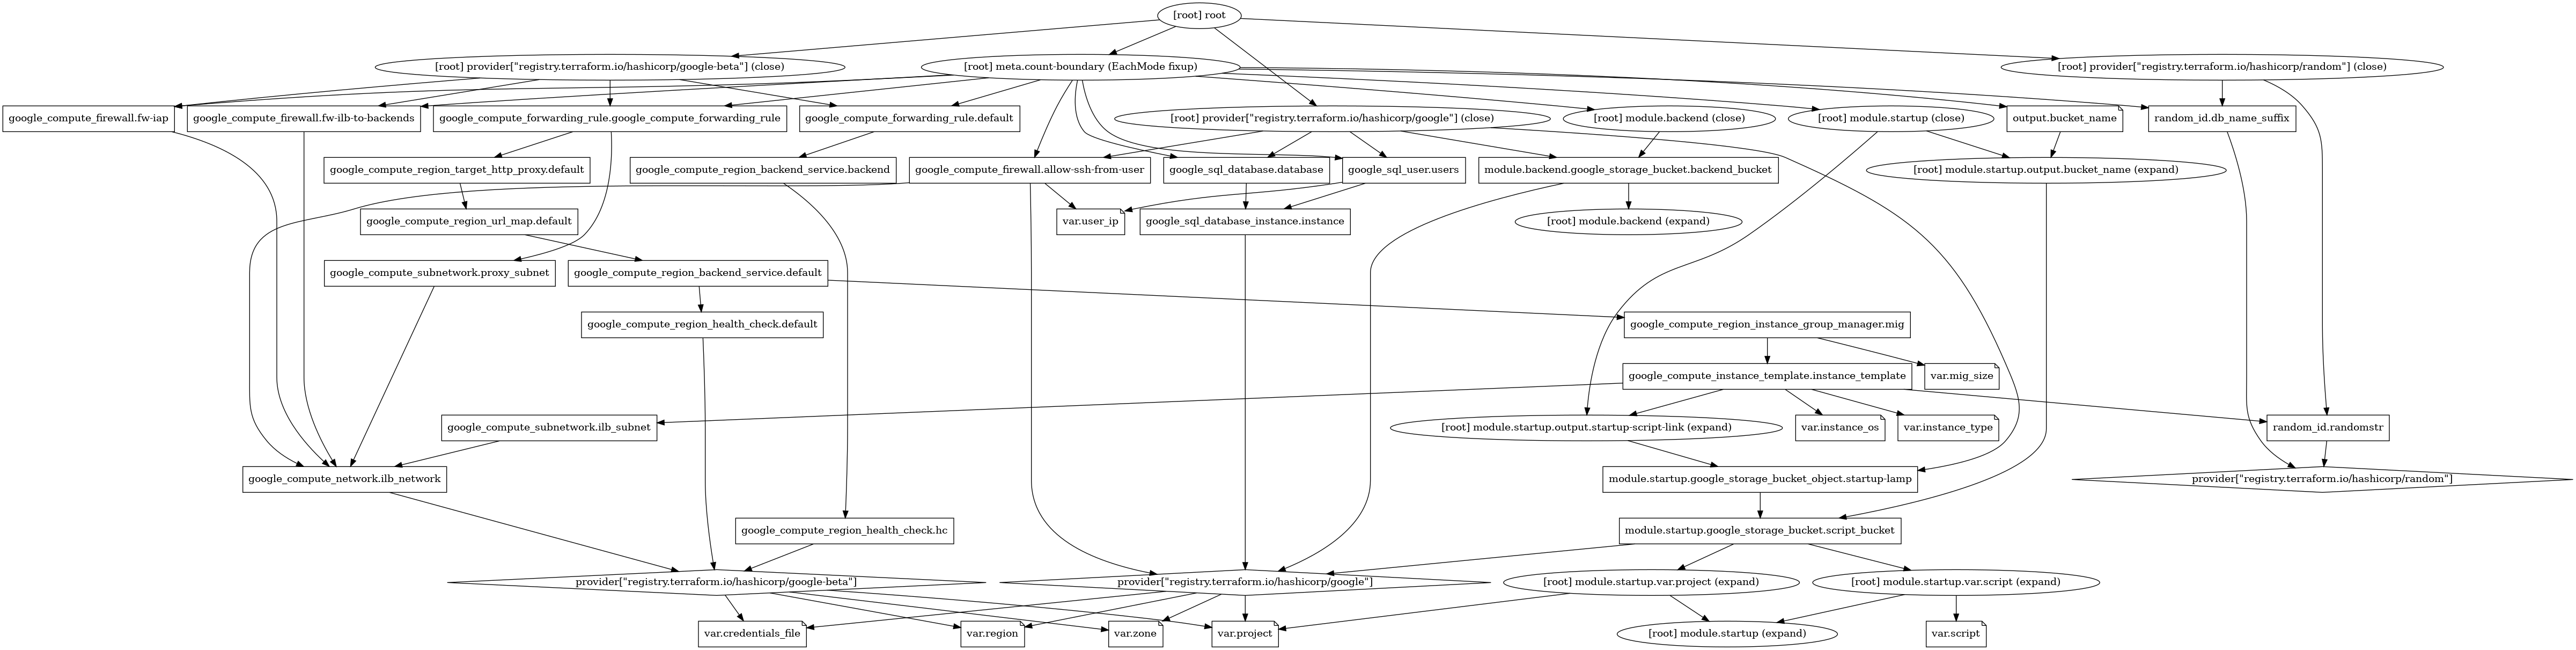 [root] root
[root] provider["registry.terraform.io/hashicorp/google-beta"] (close)
[root] meta.count-boundary (EachMode fixup)
[root] provider["registry.terraform.io/hashicorp/random"] (close)
google_compute_firewall.fw-iap
google_compute_firewall.fw-ilb-to-backends
google_compute_forwarding_rule.google_compute_forwarding_rule
google_compute_forwarding_rule.default
[root] provider["registry.terraform.io/hashicorp/google"] (close)
[root] module.backend (close)
[root] module.startup (close)
output.bucket_name
random_id.db_name_suffix
google_compute_region_target_http_proxy.default
google_compute_region_backend_service.backend
google_compute_firewall.allow-ssh-from-user
google_sql_database.database
google_sql_user.users
module.backend.google_storage_bucket.backend_bucket
[root] module.startup.output.bucket_name (expand)
google_compute_region_url_map.default
var.user_ip
google_sql_database_instance.instance
[root] module.backend (expand)
google_compute_subnetwork.proxy_subnet
google_compute_region_backend_service.default
google_compute_region_health_check.default
google_compute_region_instance_group_manager.mig
google_compute_instance_template.instance_template
var.mig_size
google_compute_subnetwork.ilb_subnet
[root] module.startup.output.startup-script-link (expand)
var.instance_os
var.instance_type
random_id.randomstr
google_compute_network.ilb_network
module.startup.google_storage_bucket_object.startup-lamp
provider["registry.terraform.io/hashicorp/random"]
google_compute_region_health_check.hc
module.startup.google_storage_bucket.script_bucket
provider["registry.terraform.io/hashicorp/google-beta"]
provider["registry.terraform.io/hashicorp/google"]
[root] module.startup.var.project (expand)
[root] module.startup.var.script (expand)
var.credentials_file
var.region
var.zone
var.project
[root] module.startup (expand)
var.script